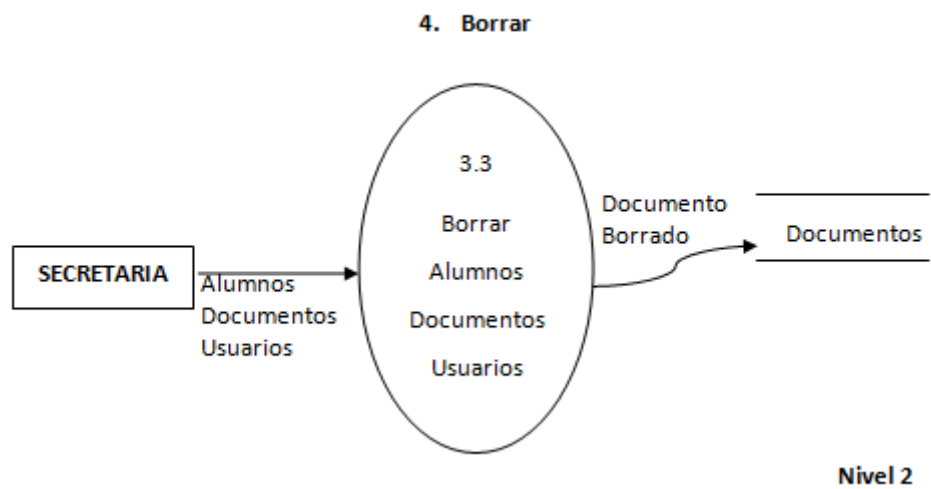 4. Borrar
SECRETARIA
Alumnos
Documentos
Usuarios
3.3
Borrar
Alumnos
Documentos
Usuarios
Documento
Borrado
Documentos
Nivel 2